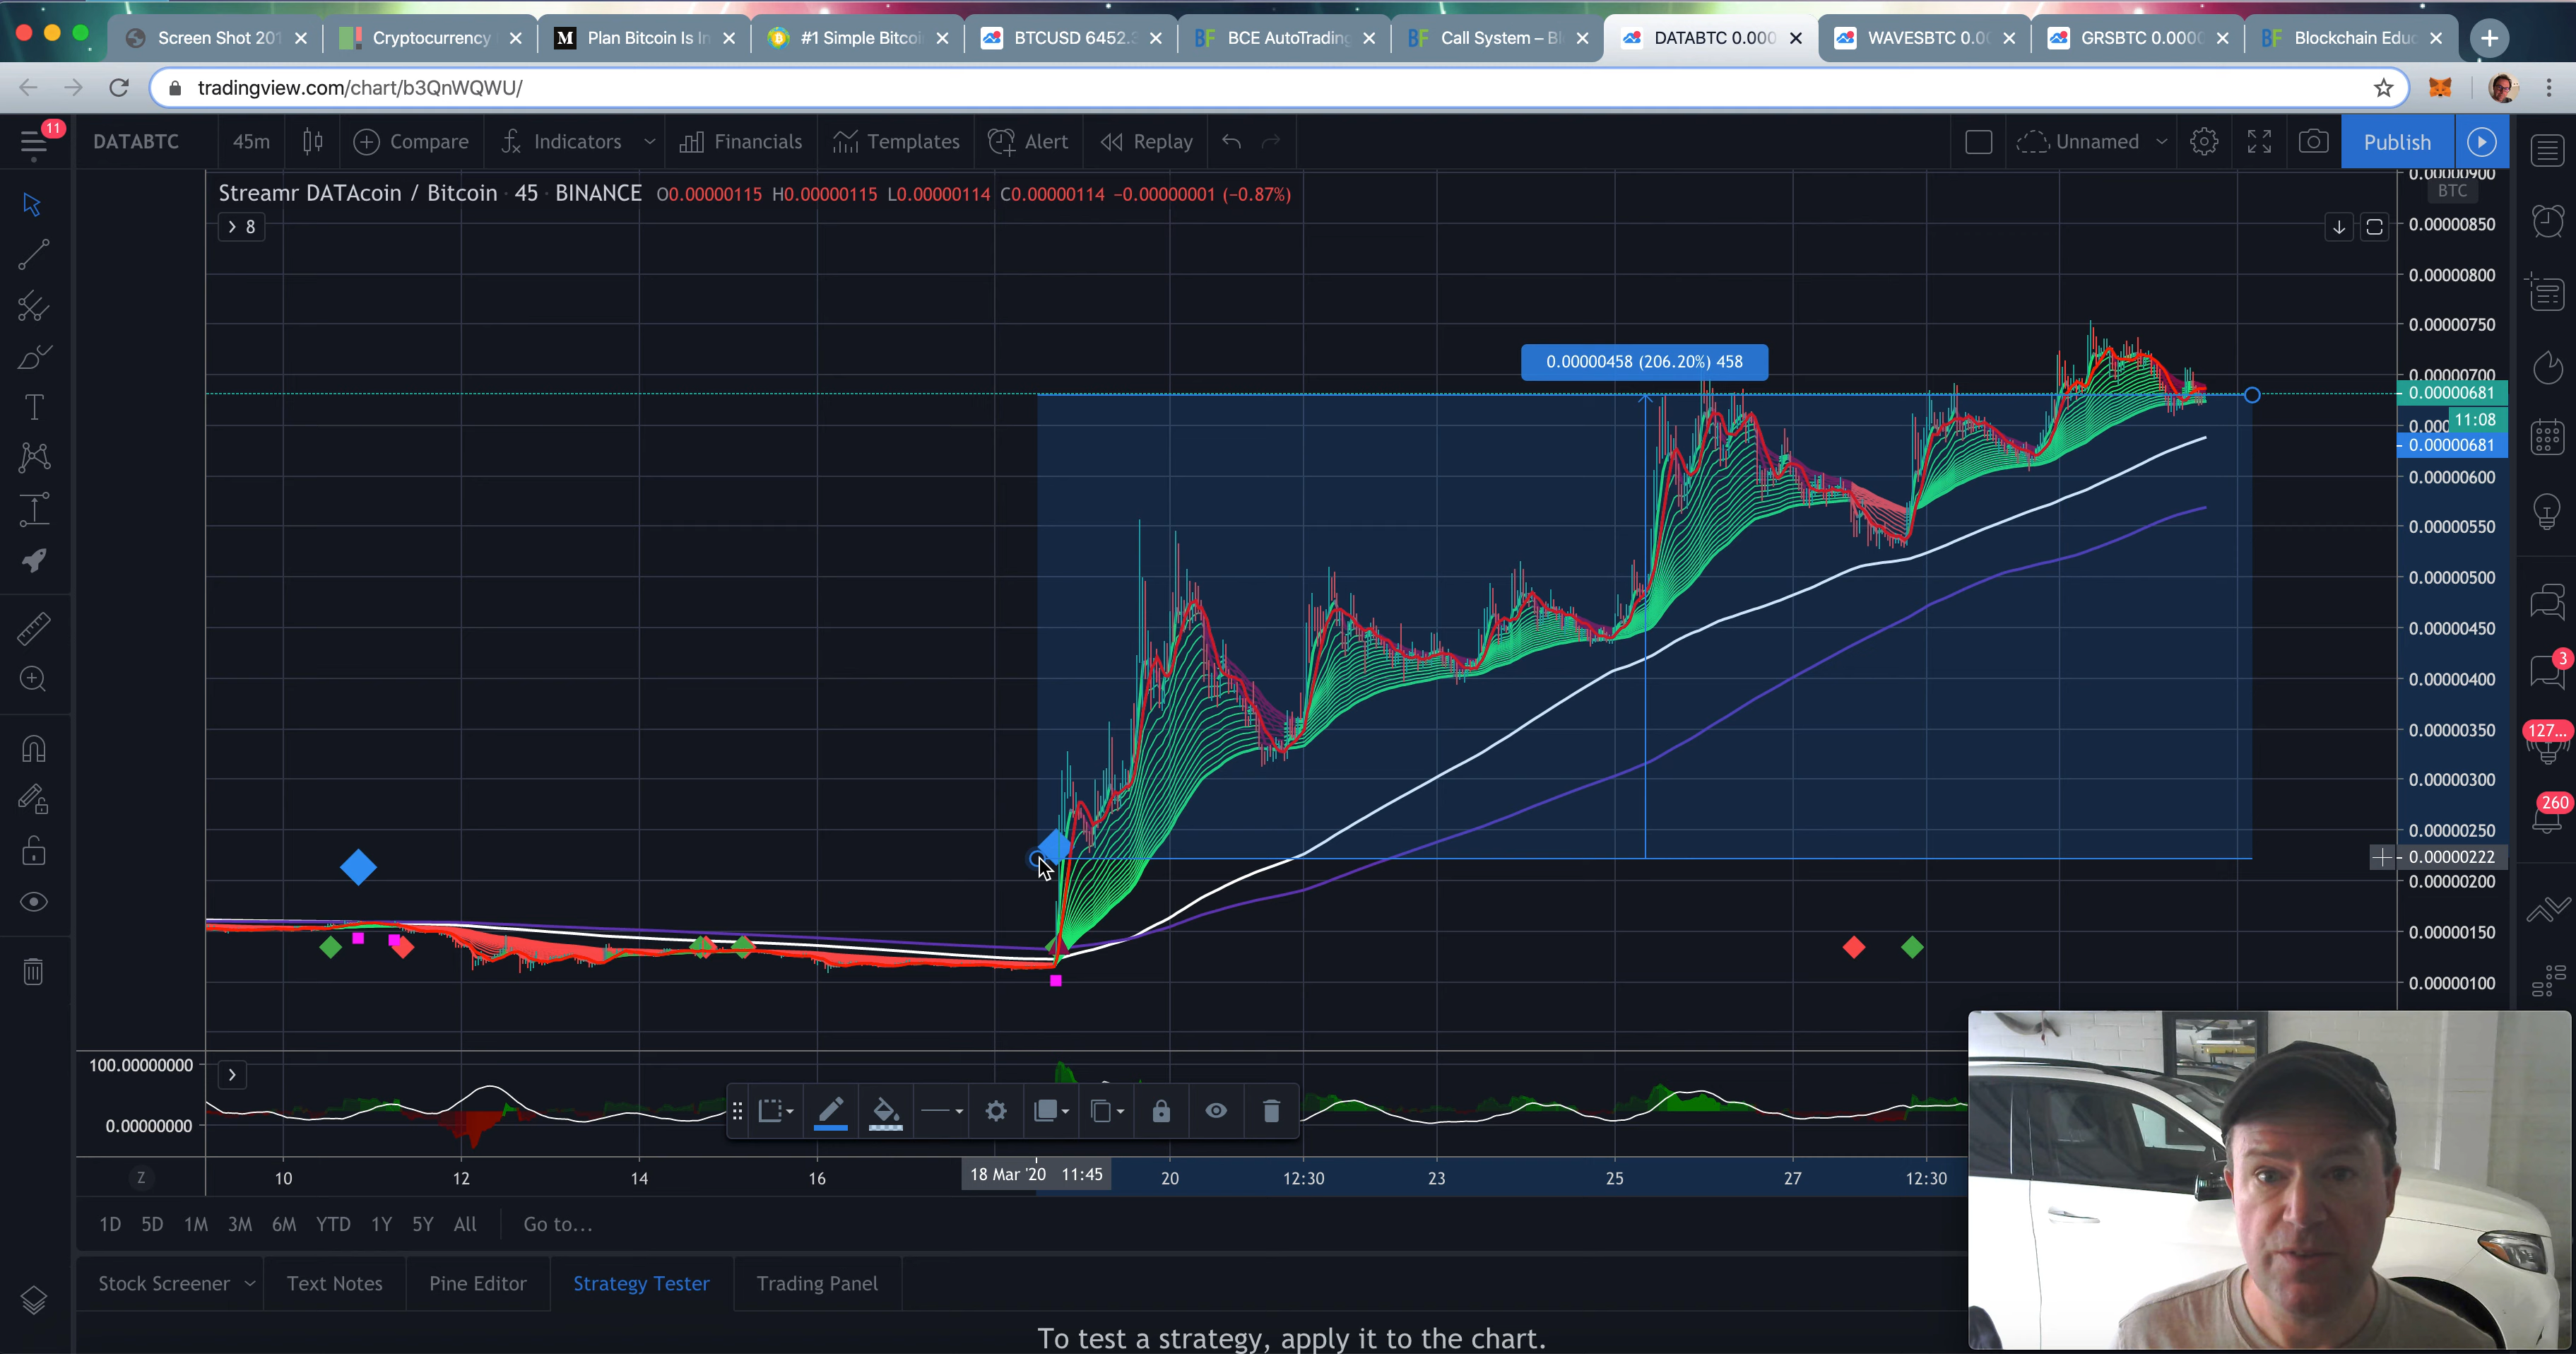 Screen Shot 201
Cryptocurrency
M Plan Bitcoin Is In
#1 Simple Bitcoi
BTCUSD 6452.
BF BCE AutoTrading
BF Call System – Bl
DATABTC 0.000
WAVESBTC 0.0
GRSBTC 0.000
BF Blockchain Educ
tradingview.com/chart/b3QnWQWU/
11
DATABTC 45m Compare Indicators Financials Templates Alert Replay Unnamed Publish
Streamr DATAcoin / Bitcoin · 45 · BINANCE O0.00000115 H0.00000115 L0.00000114 C0.00000114 −0.00000001 (−0.87%)
8
0.00000900
BTC
0.00000850
0.00000800
0.00000750
0.00000458 (206.20%) 458
0.00000700
0.00000681
0.000
11:08
0.00000681
0.00000600
0.00000550
0.00000500
0.00000450
0.00000400
0.00000350
0.00000300
0.00000250
0.00000222
0.00000200
0.00000150
0.00000100
3
127...
260
100.00000000
0.00000000
Z 10 12 14 16 18 Mar '20 11:45 20 12:30 23 25 27 12:30
1D 5D 1M 3M 6M YTD 1Y 5Y All Go to...
Stock Screener Text Notes Pine Editor Strategy Tester Trading Panel
To test a strategy, apply it to the chart.